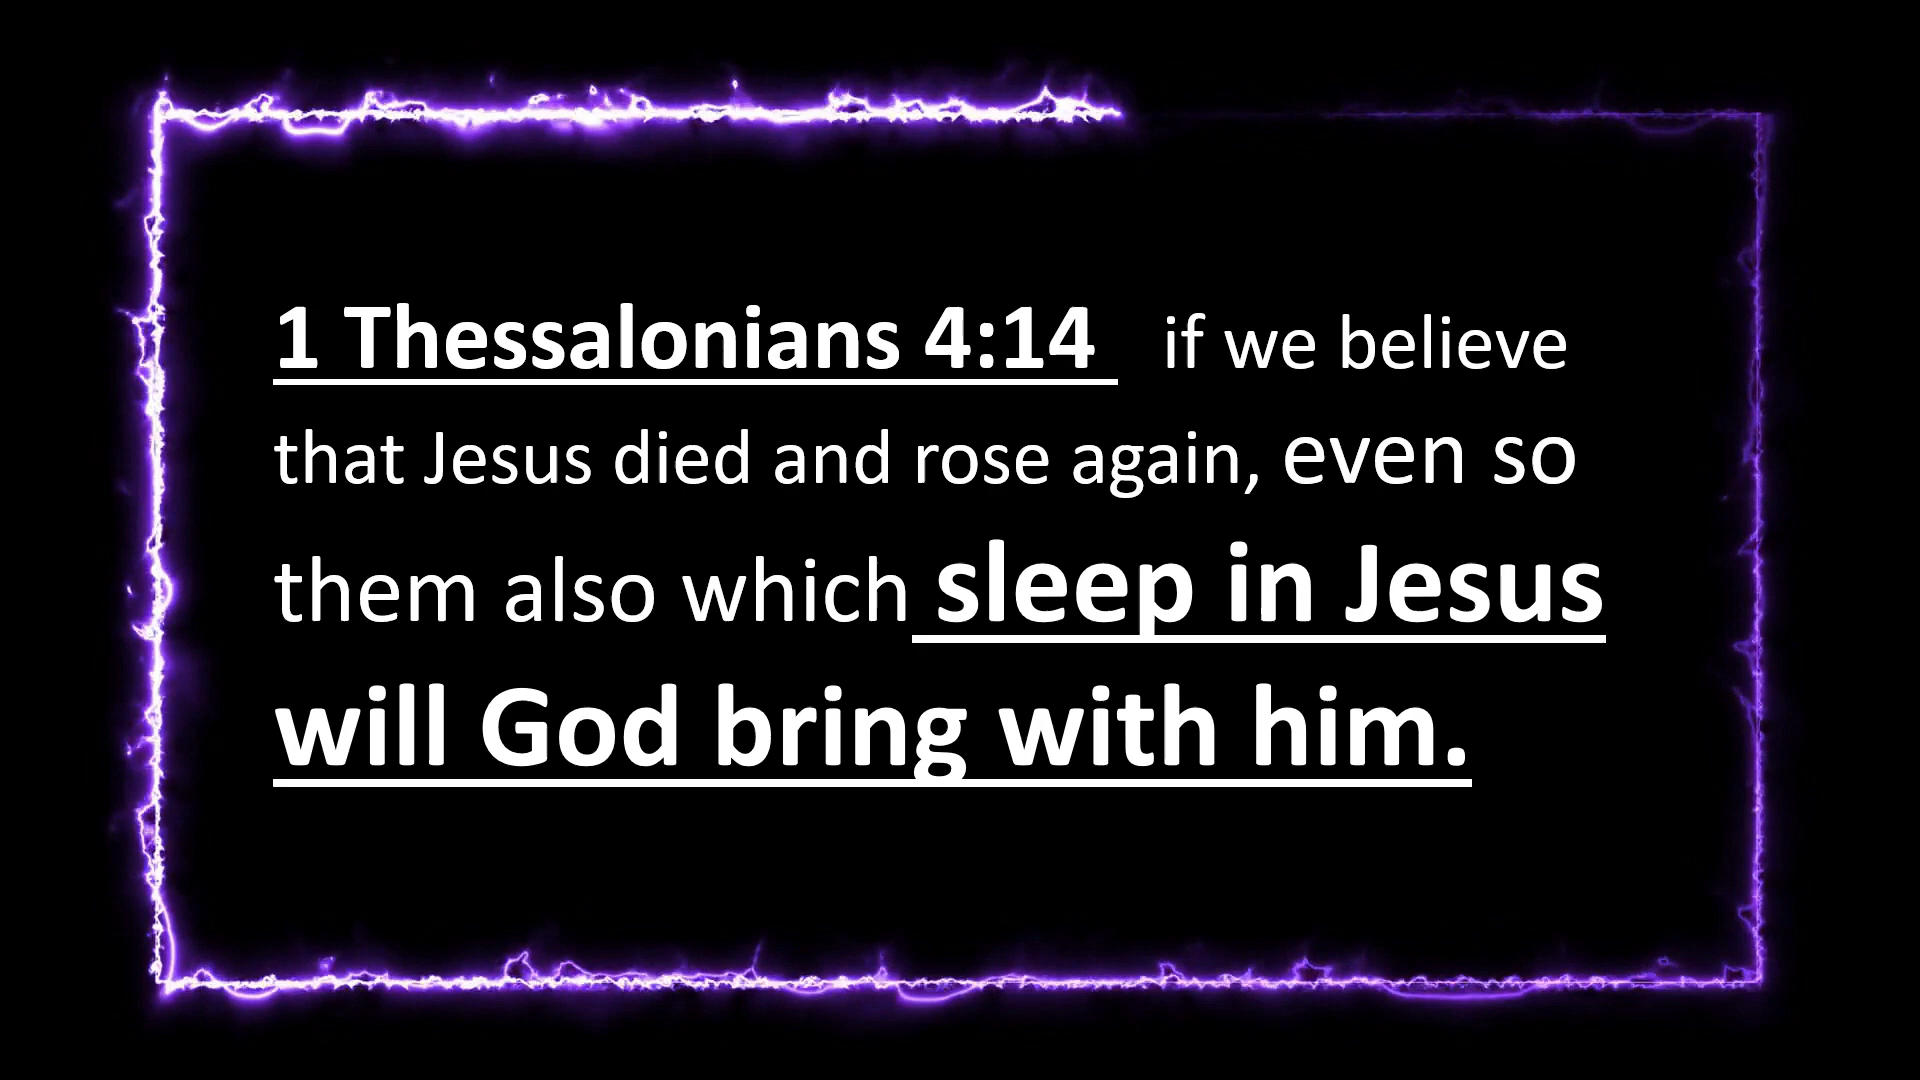 1 Thessalonians 4:14 if we believe
that Jesus died and rose again, even so
them also which sleep in Jesus
will God bring with him.